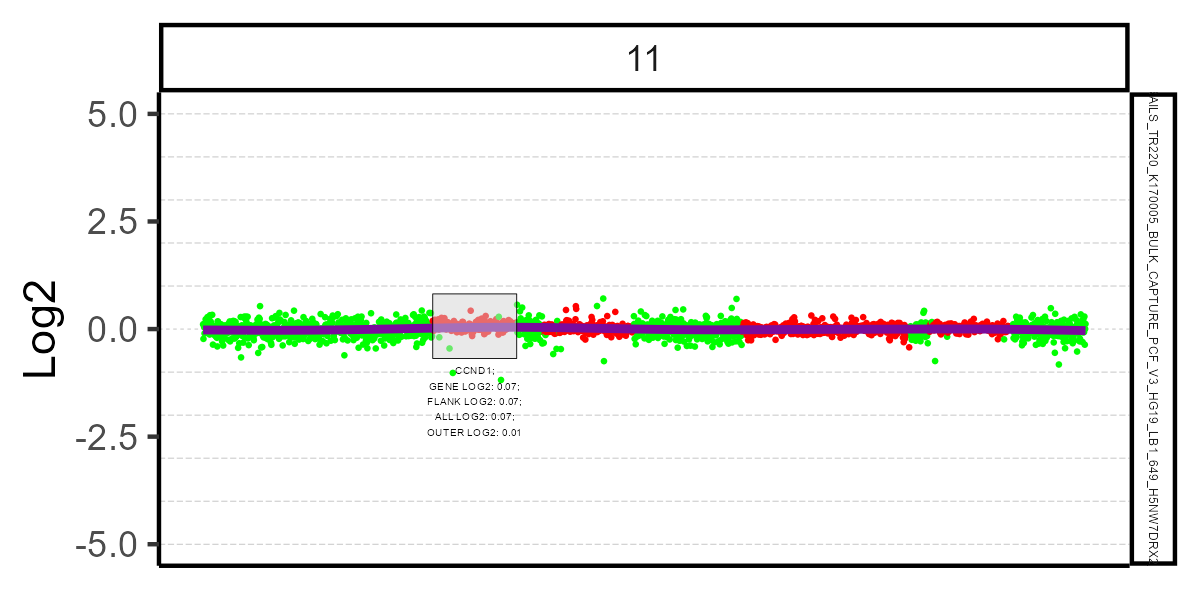 11
5.0
2.5
0.0
-2.5
-5.0
Log2
CCND1;
GENE LOG2: 0.07;
FLANK LOG2: 0.07;
ALL LOG2: 0.07;
OUTER LOG2: 0.01
AILS_TR220_K170005_BULK_CAPTURE_PCE_V3_HG19_LB1_649_H5NW7DRX2